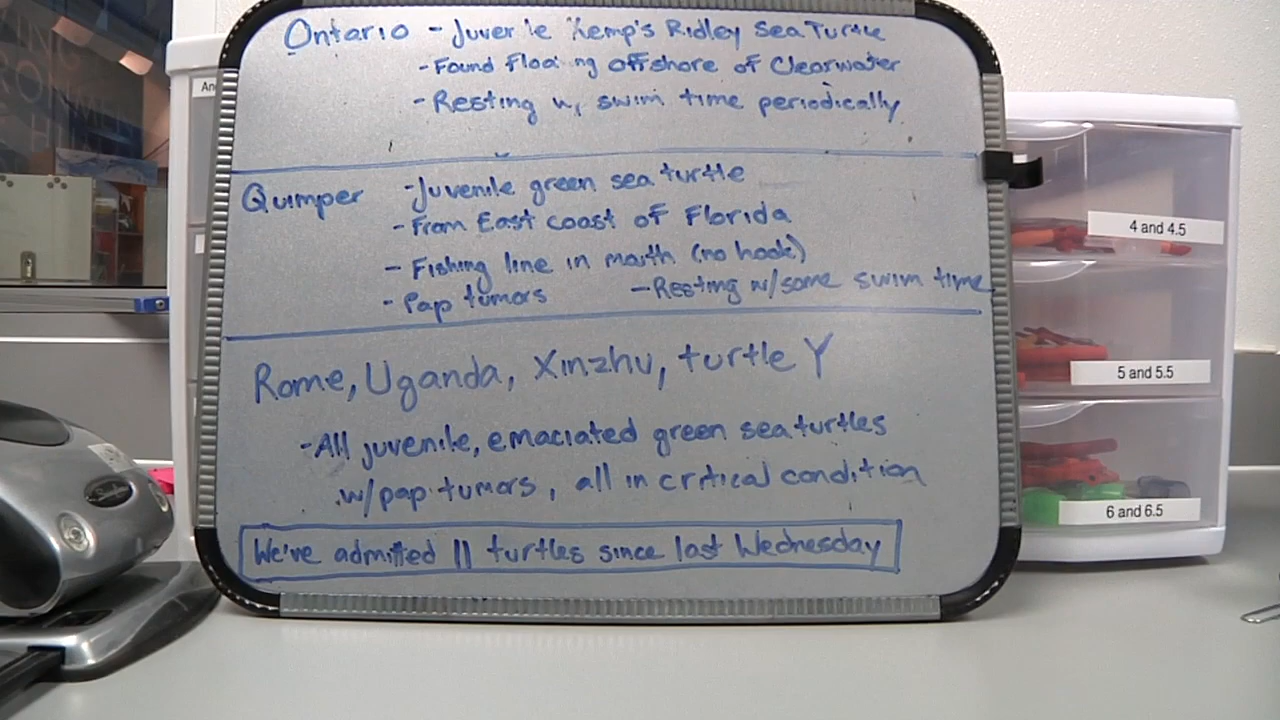 Ontario - Juvenile Kemp's Ridley Sea Turtle
- Found Floating offshore of Clearwater
- Resting w/ swim time periodically
Quimper - Juvenile green sea turtle
- From East coast of Florida
- Fishing line in mouth (no hook)
- Pap tumors - Resting w/some swim time
Rome, Uganda, Xinzhu, turtle Y
- All juvenile, emaciated green sea turtles
w/pap tumors, all in critical condition
We've admitted 11 turtles since last Wednesday
An
4 and 4.5
5 and 5.5
6 and 6.5